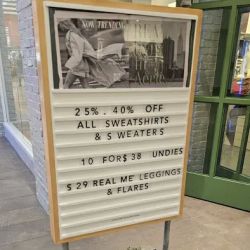 NOW TRENDING
25%. 40% OFF
ALL SWEATSHIRTS
& SWEATERS
10 FOR$38 UNDIES
$29 REAL ME' LEGGINGS
& FLARES